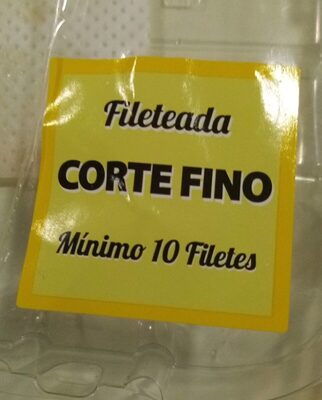 Fileteada
CORTE FINO
Mínimo 10 Filetes